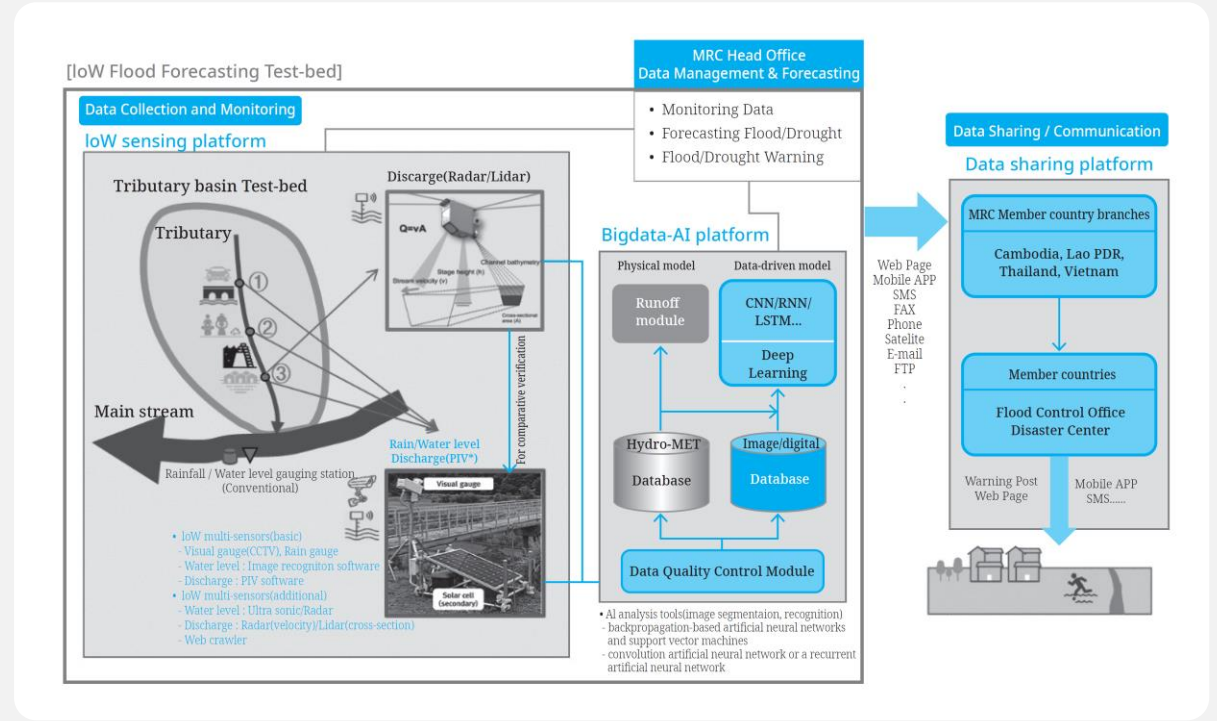 [IoW Flood Forecasting Test-bed]
MRC Head Office
Data Management & Forecasting
• Monitoring Data
• Forecasting Flood/Drought
• Flood/Drought Warning
Data Collection and Monitoring
IoW sensing platform
Tributary basin Test-bed
Tributary
①
②
③
Main stream
Rainfall / Water level gauging station
(Conventional)
Discarge(Radar/Lidar)
Q=vA
Channel bathymetry
Stage height (h)
Stream velocity (v)
Cross-sectional
area (A)
For comparative verification
Rain/Water level
Discharge(PIV*)
Visual gauge
Solar cell
(secondary)
• IoW multi-sensors(basic)
- Visual gauge(CCTV), Rain gauge
- Water level : Image recogniton software
- Discharge : PIV software
• IoW multi-sensors(additional)
- Water level : Ultra sonic/Radar
- Discharge : Radar(velocity)/Lidar(cross-section)
- Web crawler
Bigdata-AI platform
Physical model
Data-driven model
Runoff
module
CNN/RNN/
LSTM...
Deep
Learning
Hydro-MET
Database
Image/digital
Database
Data Quality Control Module
• AI analysis tools(image segmentaion, recognition)
- backpropagation-based artificial neural networks
and support vector machines
- convolution artificial neural network or a recurrent
artificial neural network
Web Page
Mobile APP
SMS
FAX
Phone
Satelite
E-mail
FTP
.
.
Data Sharing / Communication
Data sharing platform
MRC Member country branches
Cambodia, Lao PDR,
Thailand, Vietnam
Member countries
Flood Control Office
Disaster Center
Warning Post
Web Page
Mobile APP
SMS......